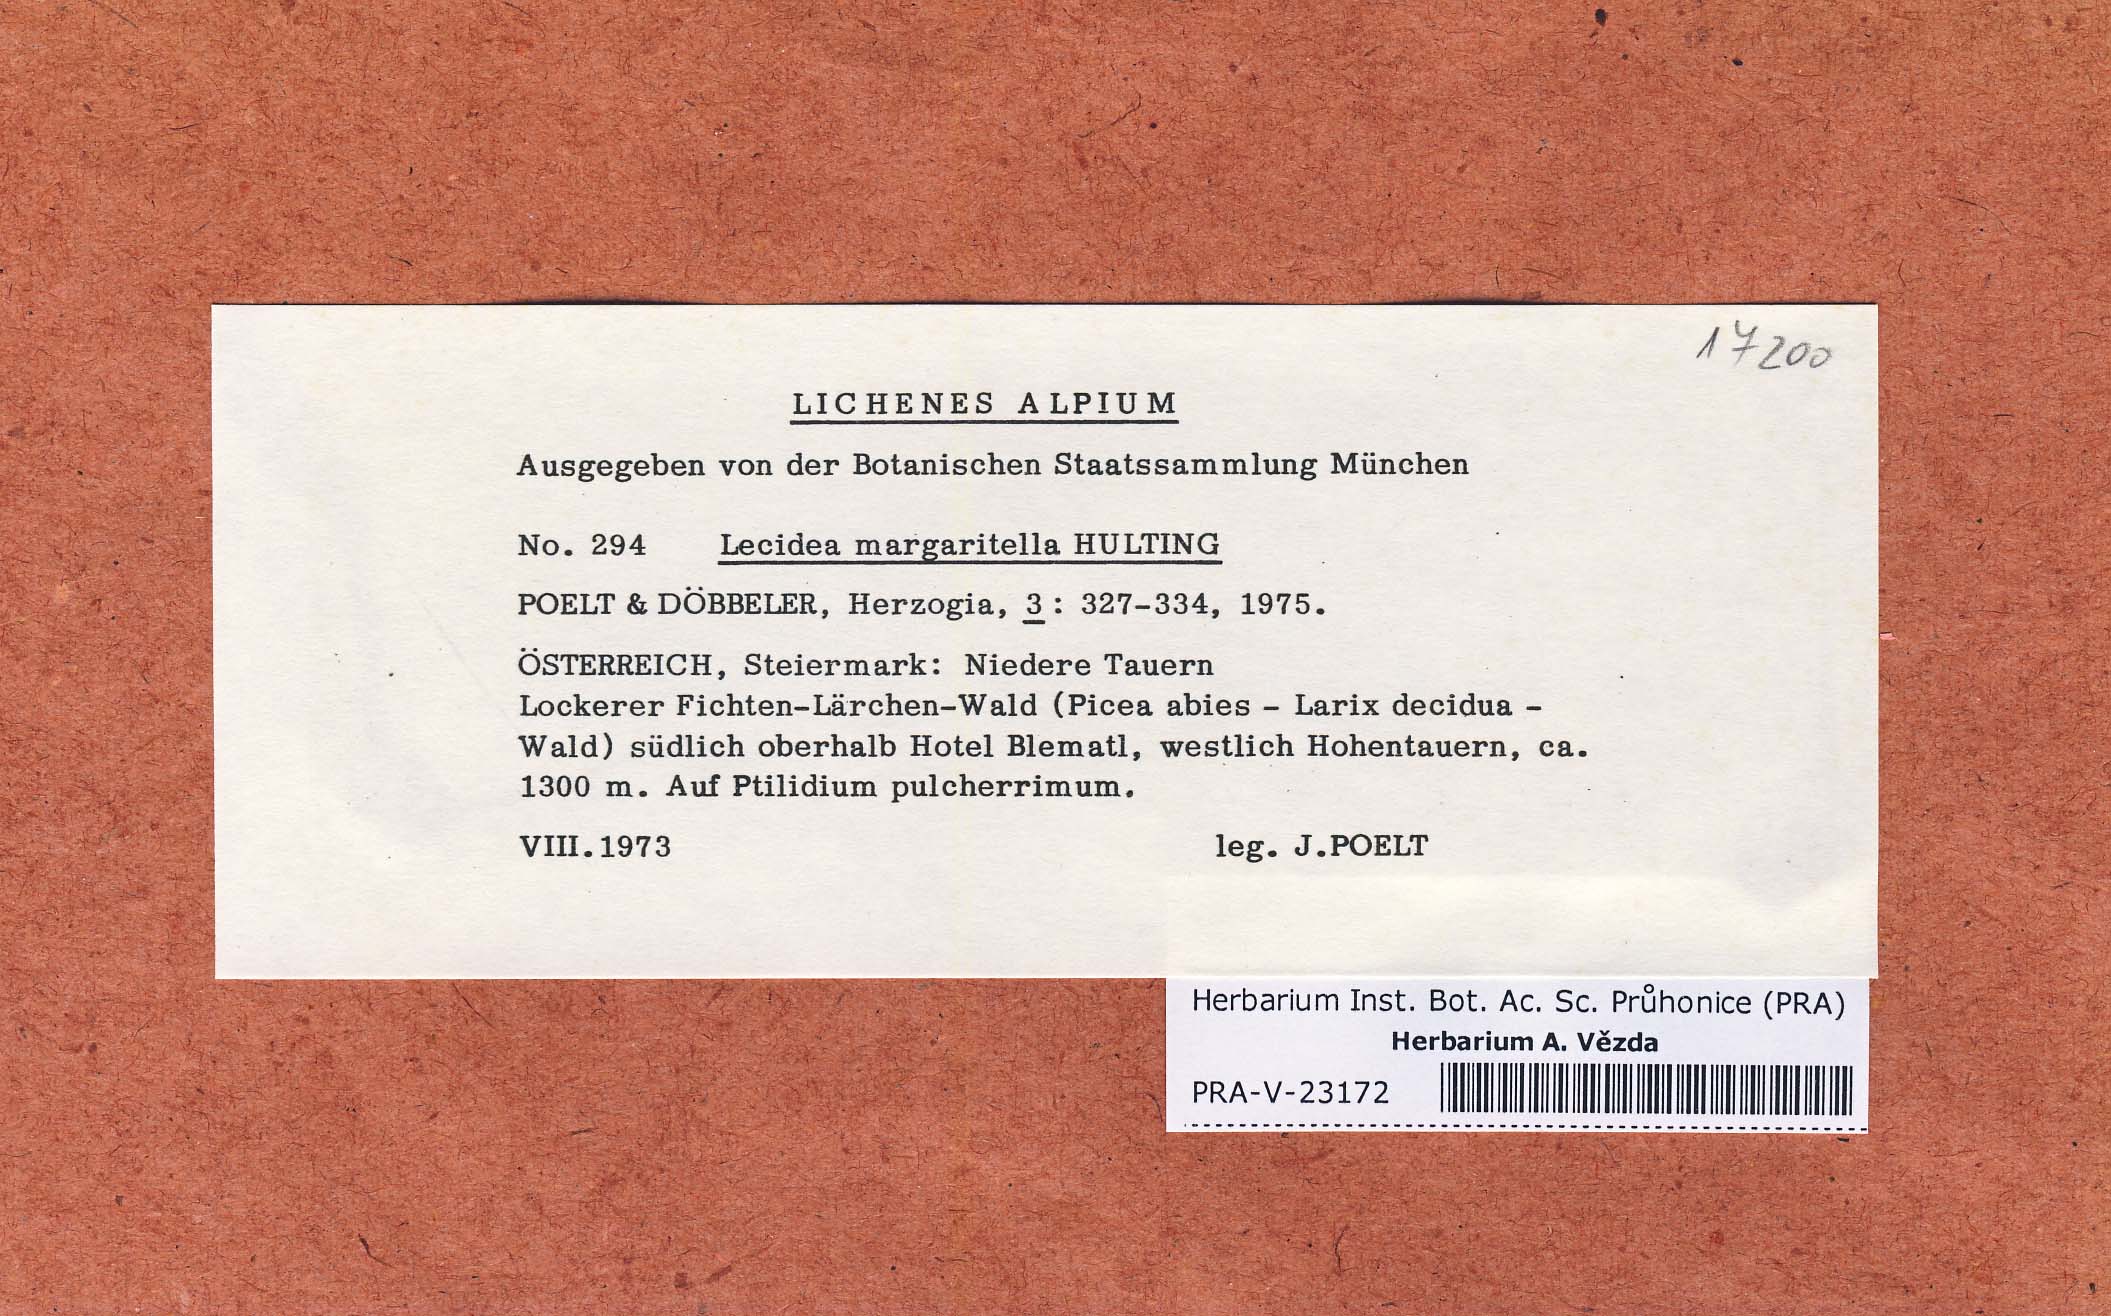 17200
LICHENES ALPIUM
Ausgegeben von der Botanischen Staatssammlung München
No. 294 Lecidea margaritella HULTING
POELT & DÖBBELER, Herzogia, 3: 327-334, 1975.
ÖSTERREICH, Steiermark: Niedere Tauern
Lockerer Fichten-Lärchen-Wald (Picea abies - Larix decidua -
Wald) südlich oberhalb Hotel Blematl, westlich Hohentauern, ca.
1300 m. Auf Ptilidium pulcherrimum.
VIII.1973 leg. J.POELT
Herbarium Inst. Bot. Ac. Sc. Průhonice (PRA)
Herbarium A. Vězda
PRA-V-23172